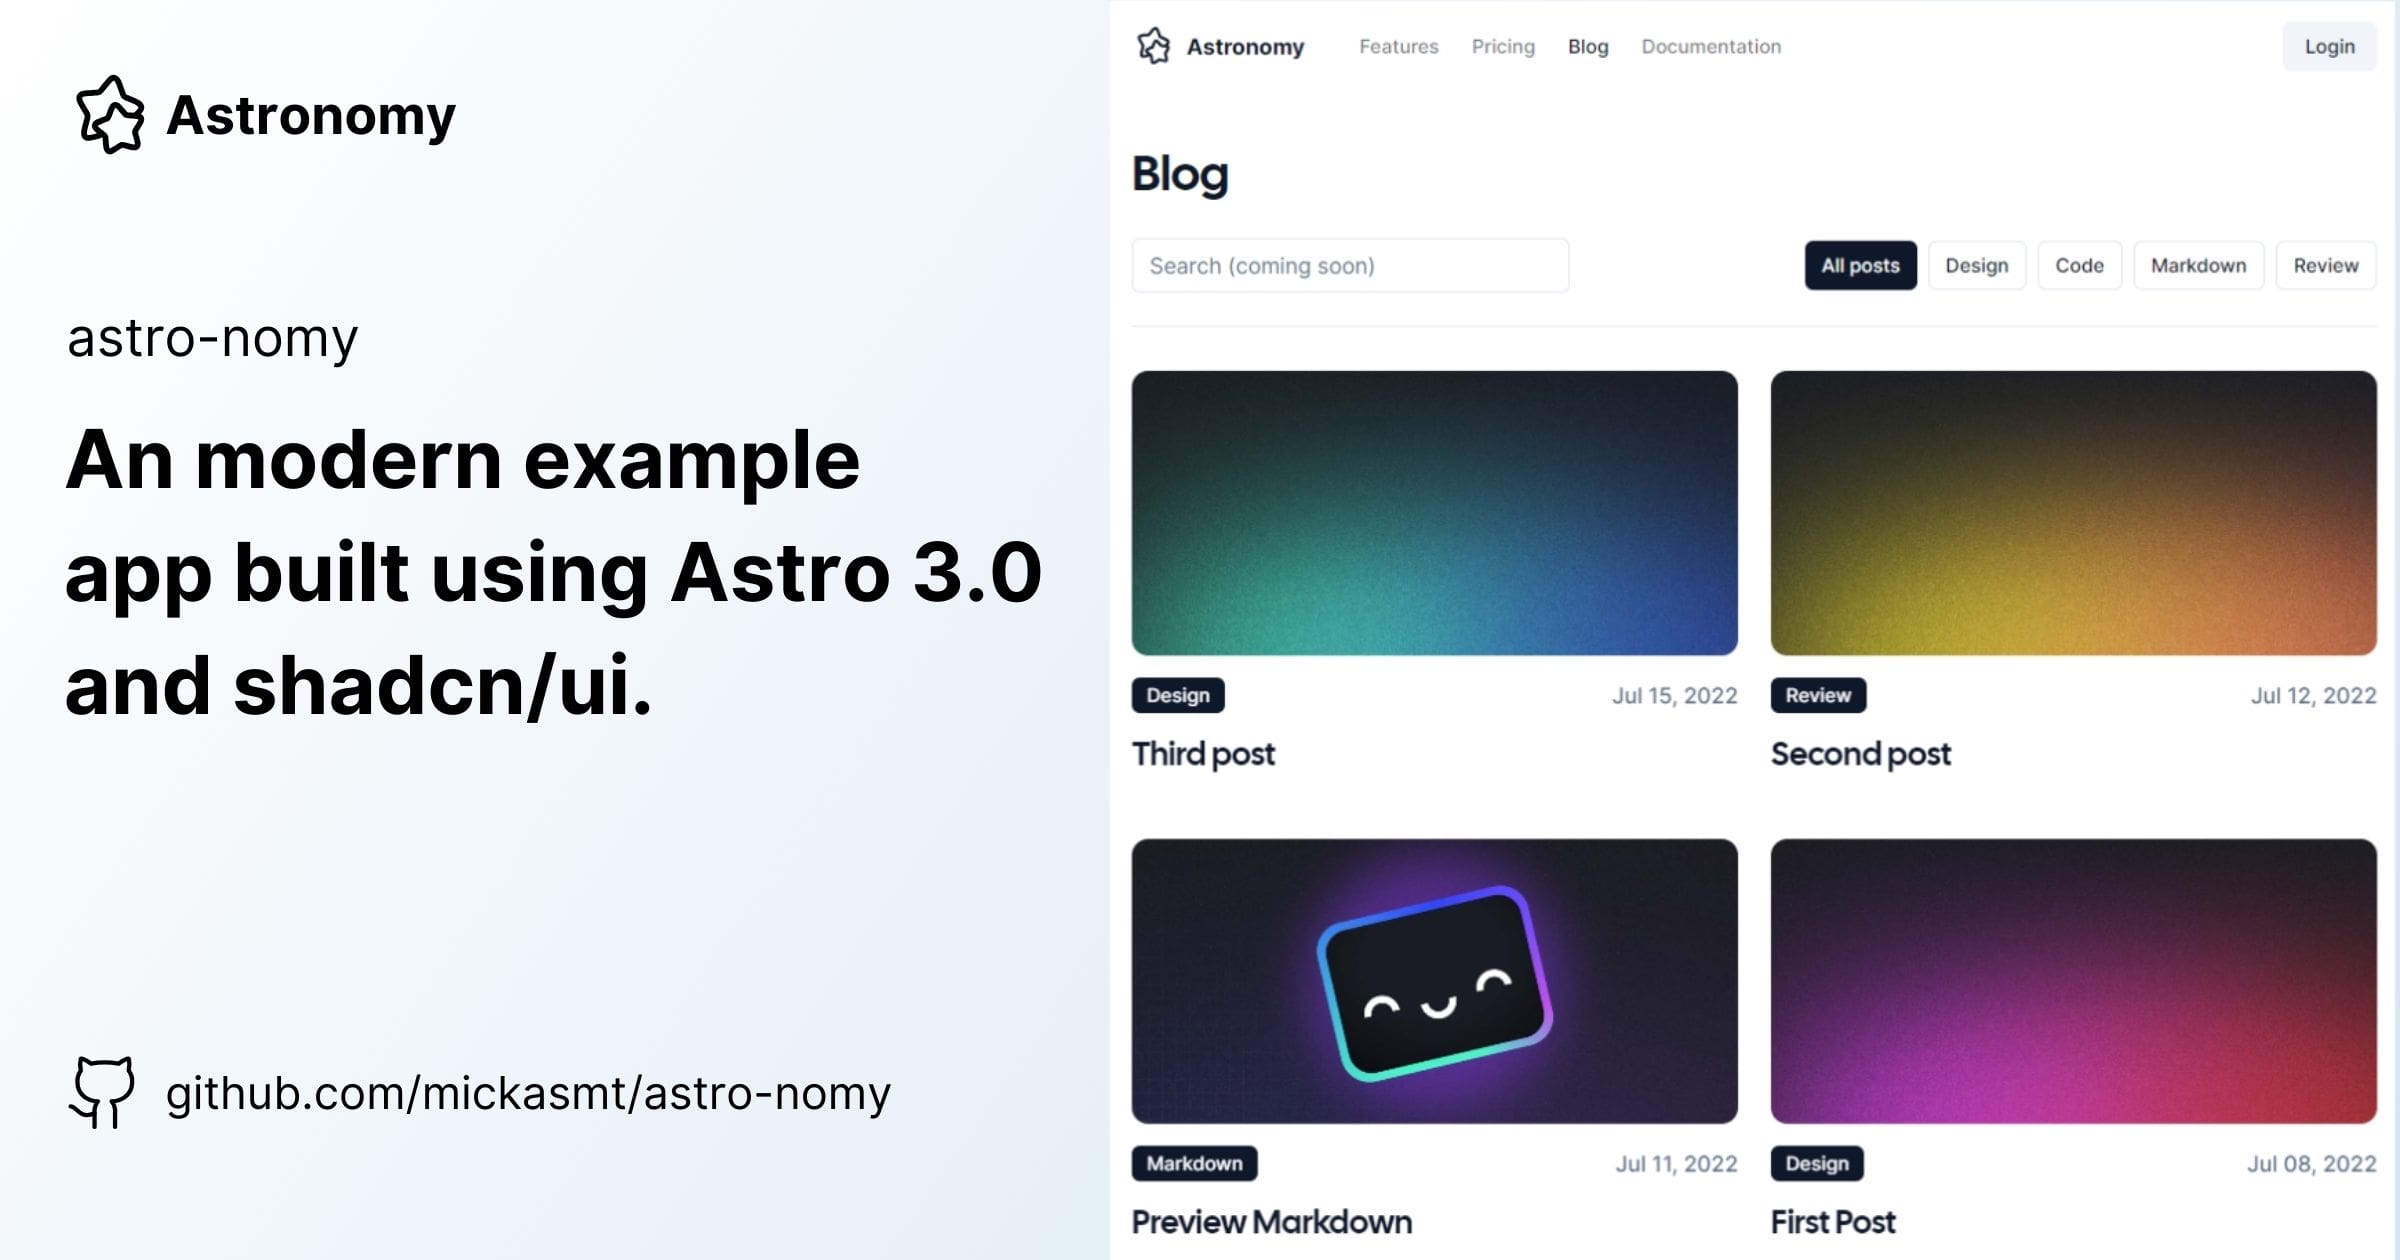 Astronomy
astro-nomy
An modern example
app built using Astro 3.0
and shadcn/ui.
github.com/mickasmt/astro-nomy
Astronomy Features Pricing Blog Documentation Login
Blog
Search (coming soon) All posts Design Code Markdown Review
Design Jul 15, 2022
Third post
Review Jul 12, 2022
Second post
Markdown Jul 11, 2022
Preview Markdown
Design Jul 08, 2022
First Post